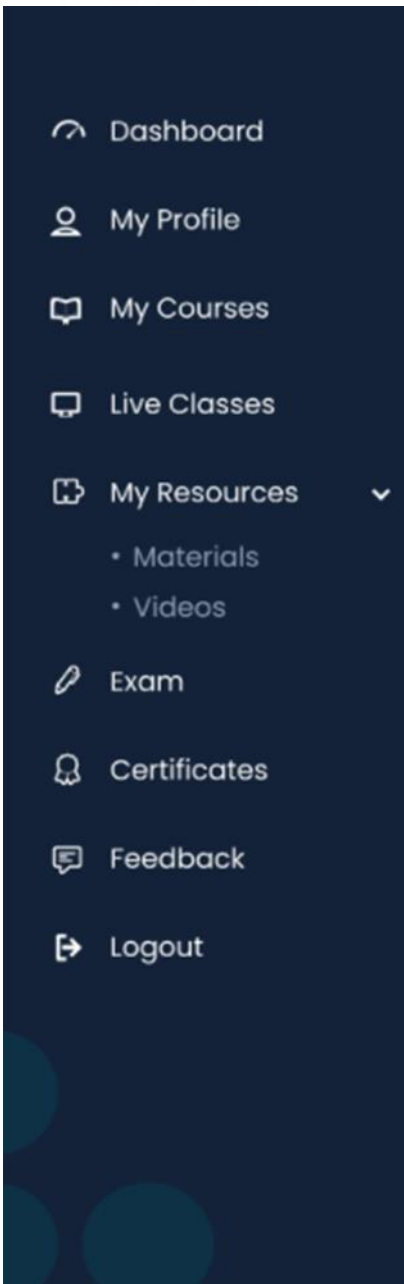 Dashboard
My Profile
My Courses
Live Classes
My Resources
• Materials
• Videos
Exam
Certificates
Feedback
Logout